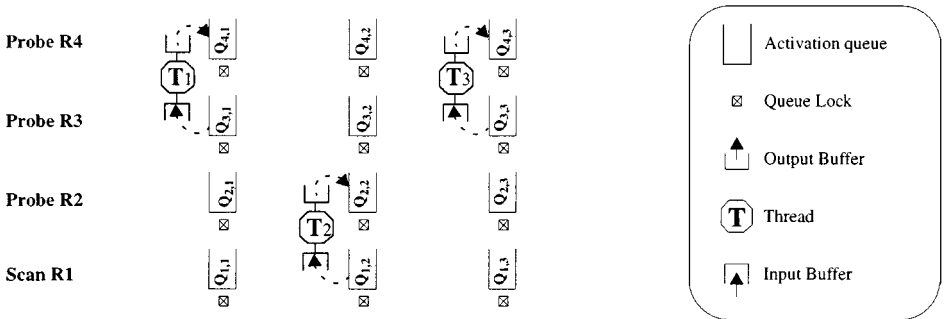 Probe R4
Q4,1
Q4,2
Q4,3
Activation queue
T1
T3
Queue Lock
Probe R3
Q3,1
Q3,2
Q3,3
Output Buffer
Probe R2
Q2,1
Q2,2
Q2,3
T Thread
T2
Scan R1
Q1,1
Q1,2
Q1,3
Input Buffer